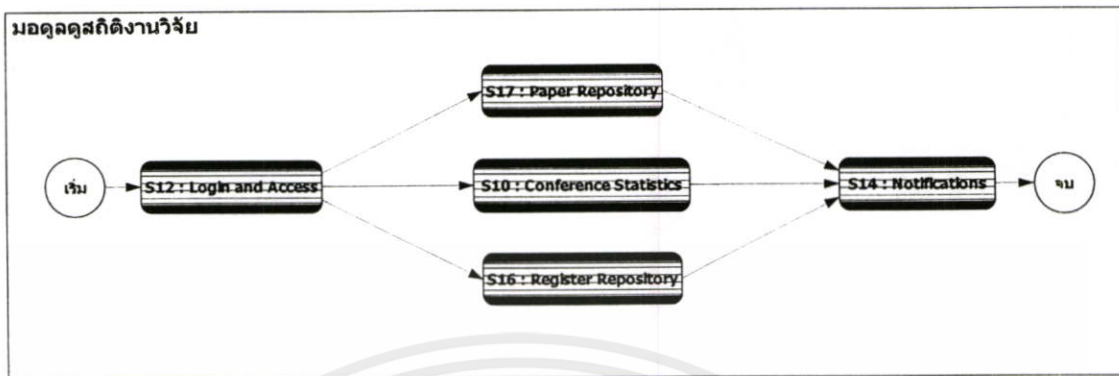 มอดูลดูสถิติงานวิจัย
S17 : Paper Repository
เริ่ม
S12 : Login and Access
S10 : Conference Statistics
S14 : Notifications
จบ
S16 : Register Repository